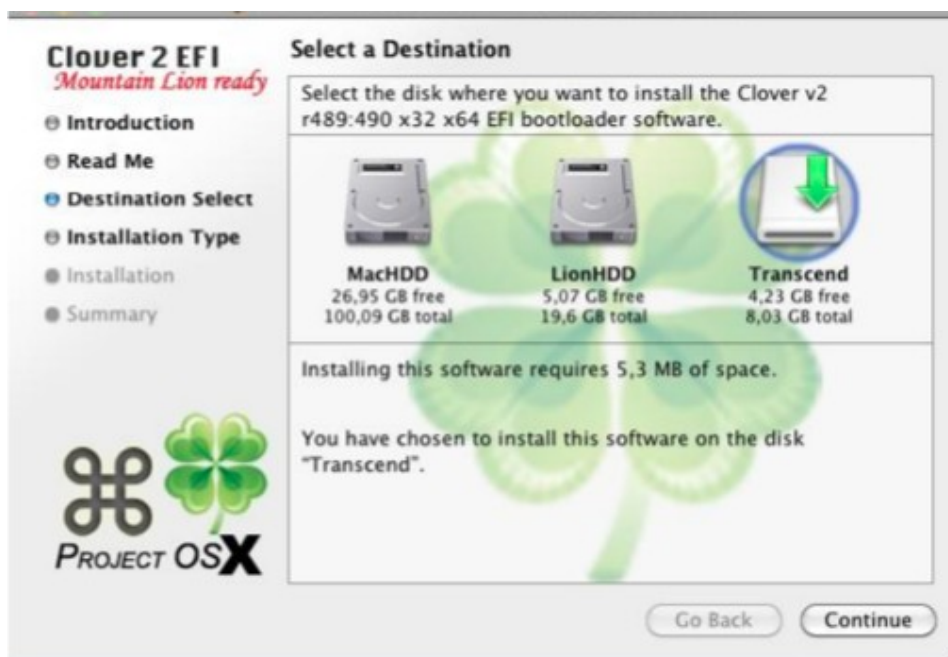 Clover 2 EFI
Mountain Lion ready
Introduction
Read Me
Destination Select
Installation Type
Installation
Summary
PROJECT OSX
Select a Destination
Select the disk where you want to install the Clover v2
r489:490 x32 x64 EFI bootloader software.
MacHDD
26,95 GB free
100,09 GB total
LionHDD
5,07 GB free
19,6 GB total
Transcend
4,23 GB free
8,03 GB total
Installing this software requires 5,3 MB of space.
You have chosen to install this software on the disk
“Transcend”.
Go Back
Continue